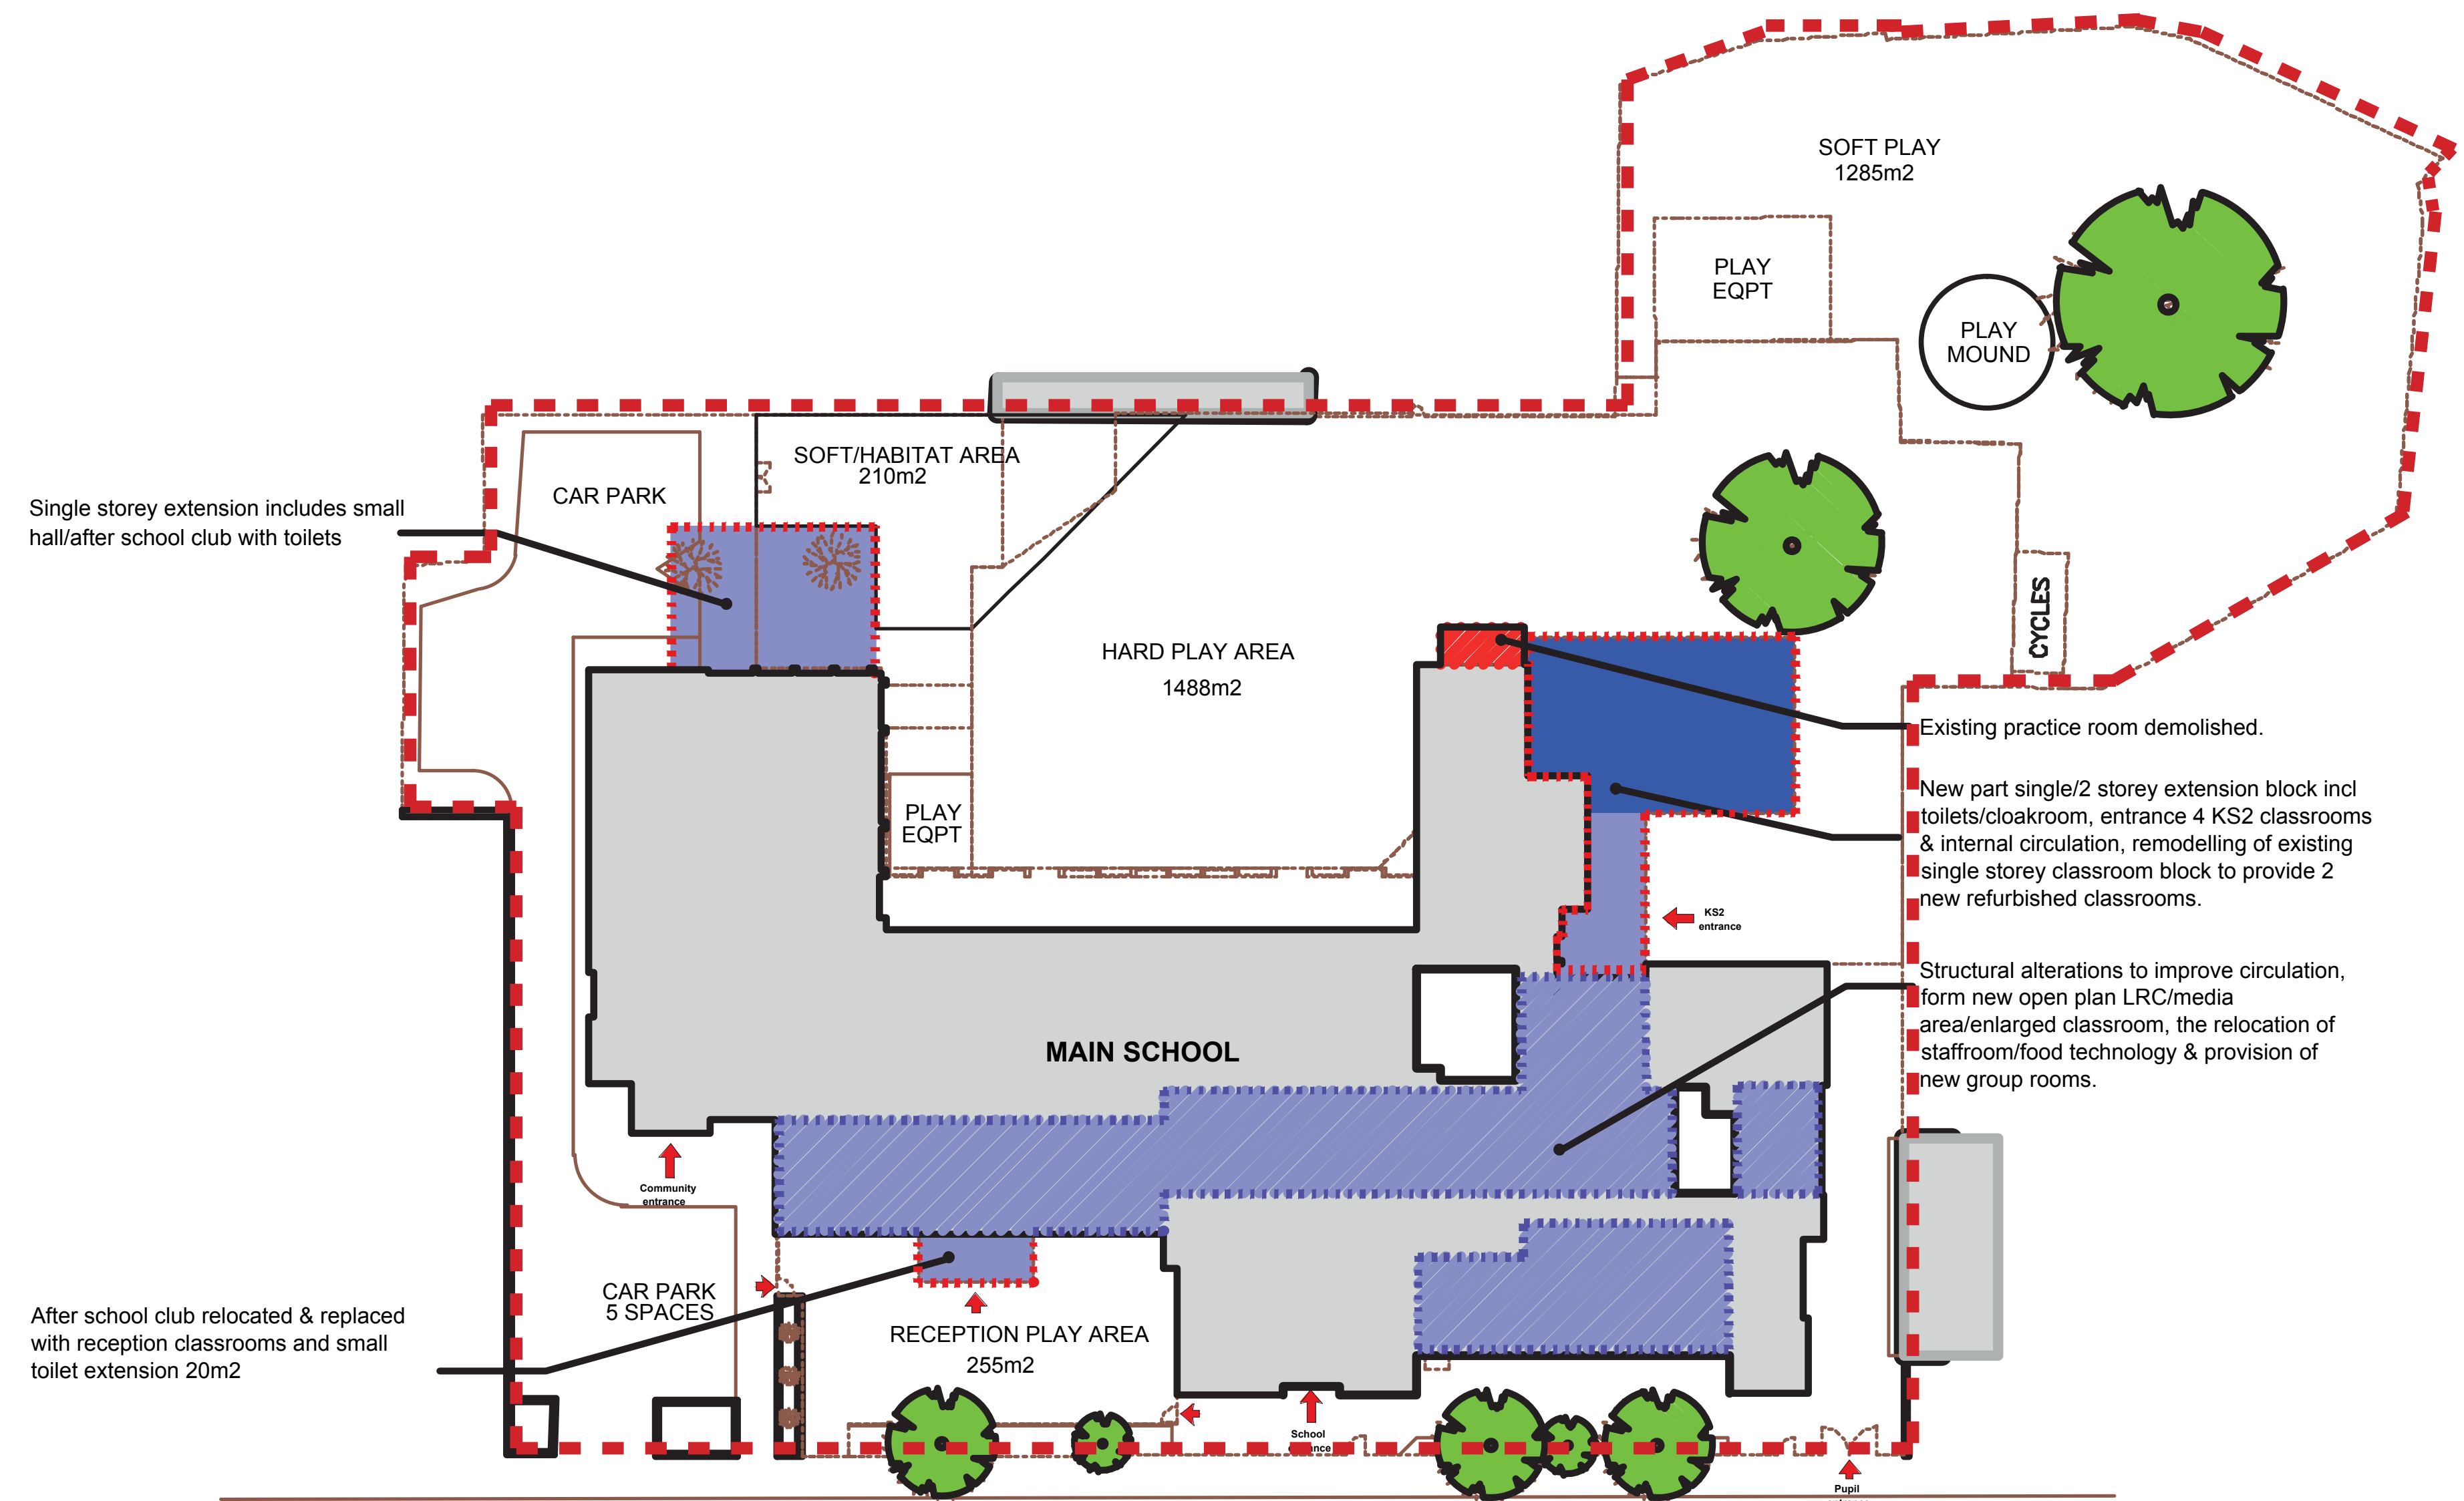 SOFT PLAY
1285m2
PLAY
EQPT
PLAY
MOUND
SOFT/HABITAT AREA
210m2
CAR PARK
Single storey extension includes small
hall/after school club with toilets
CYCLES
HARD PLAY AREA
1488m2
Existing practice room demolished.
New part single/2 storey extension block incl
toilets/cloakroom, entrance 4 KS2 classrooms
& internal circulation, remodelling of existing
single storey classroom block to provide 2
new refurbished classrooms.
PLAY
EQPT
KS2
entrance
Structural alterations to improve circulation,
form new open plan LRC/media
area/enlarged classroom, the relocation of
staffroom/food technology & provision of
new group rooms.
MAIN SCHOOL
Community
entrance
CAR PARK
5 SPACES
After school club relocated & replaced
with reception classrooms and small
toilet extension 20m2
RECEPTION PLAY AREA
255m2
School
Pupil